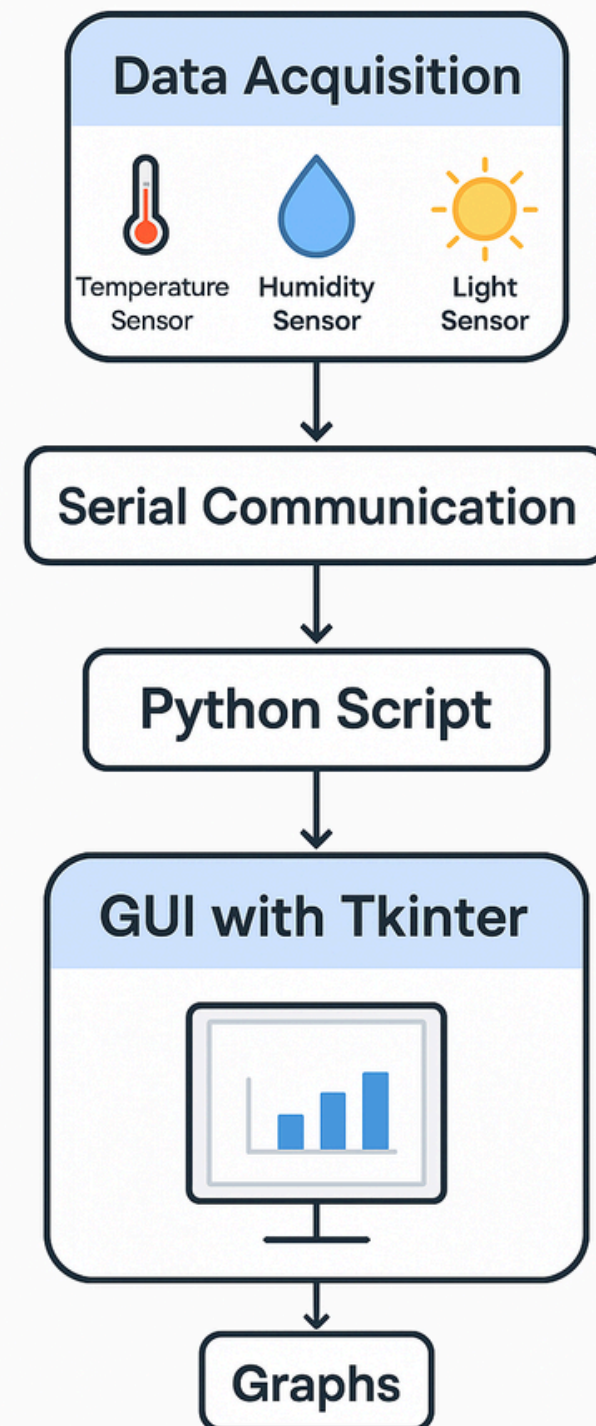 Data Acquisition
Temperature Sensor
Humidity Sensor
Light Sensor
Serial Communication
Python Script
GUI with Tkinter
Graphs